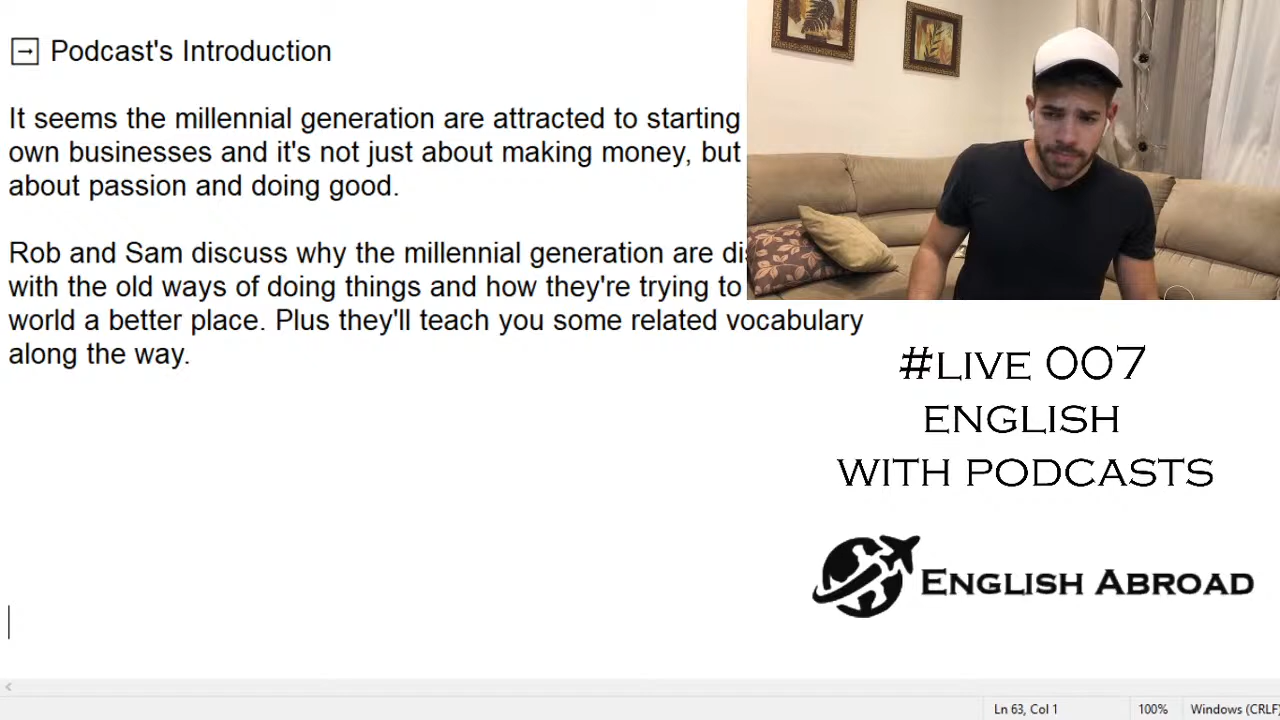 → Podcast's Introduction
It seems the millennial generation are attracted to starting
own businesses and it's not just about making money, but
about passion and doing good.
Rob and Sam discuss why the millennial generation are
with the old ways of doing things and how they're trying to
world a better place. Plus they'll teach you some related vocabulary
along the way.
#LIVE 007
ENGLISH
WITH PODCASTS
ENGLISH ABROAD
Ln 63, Col 1
100%
Windows (CRLF)